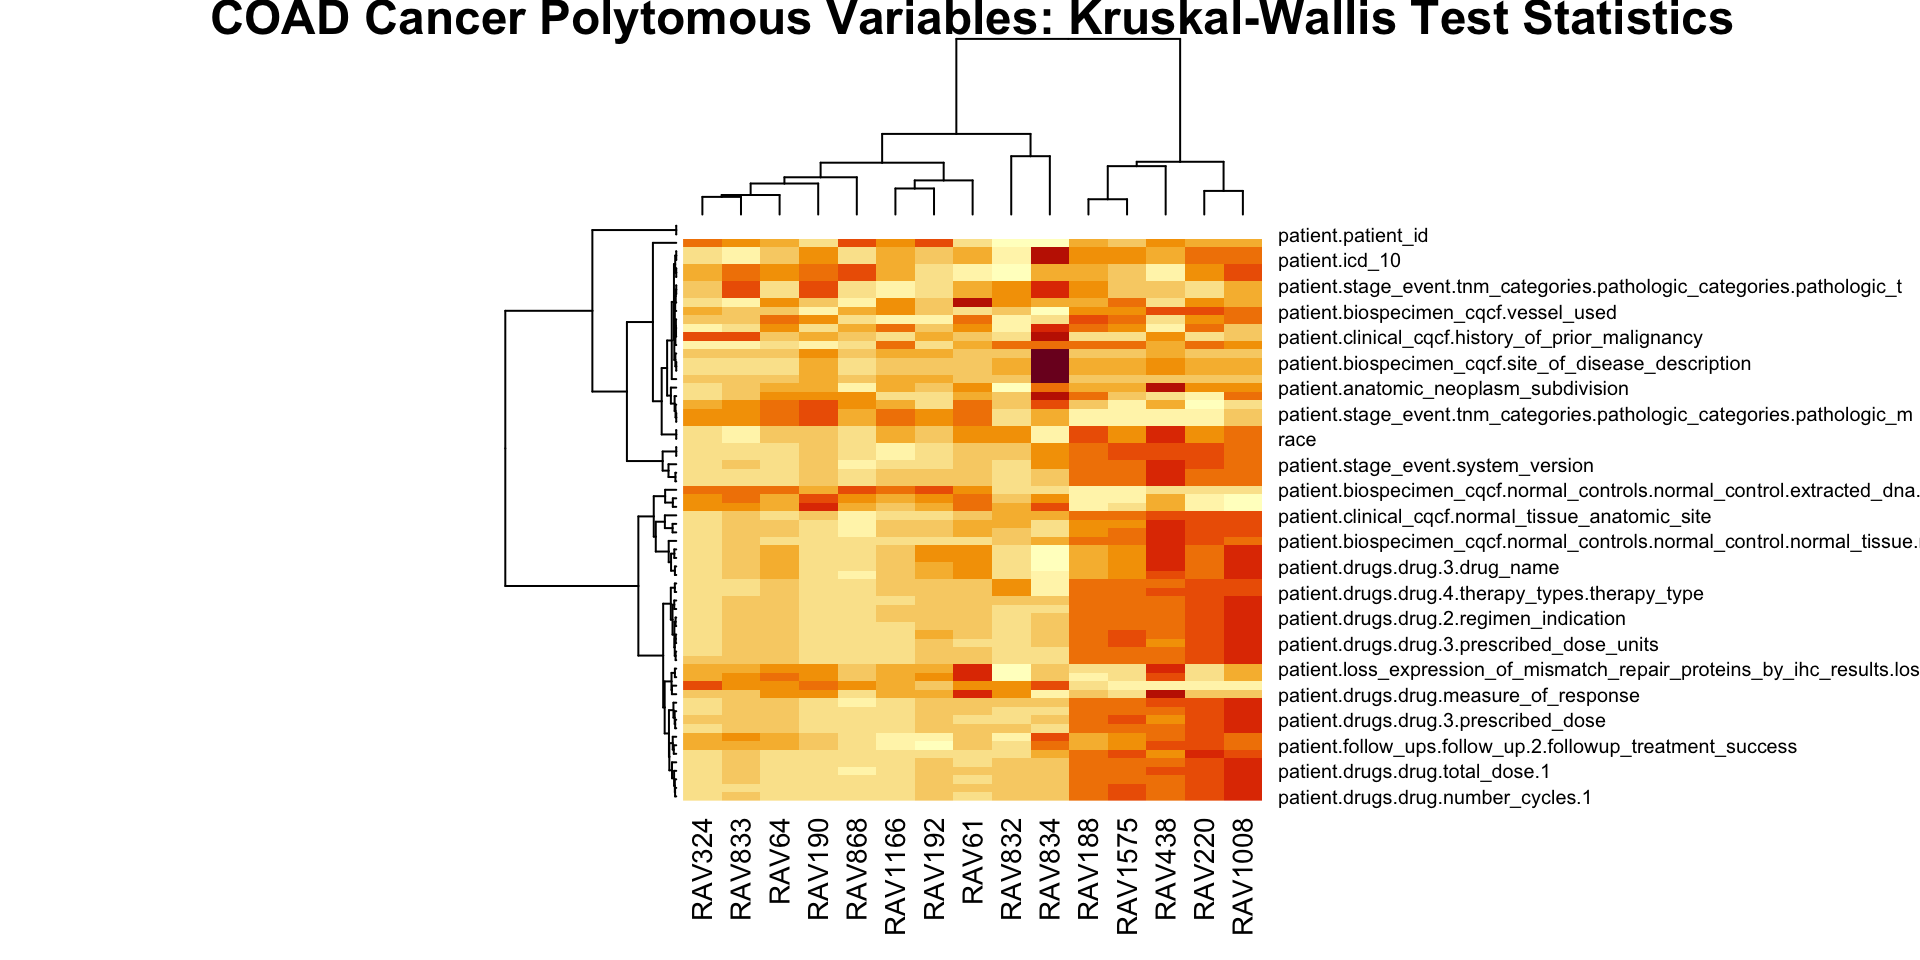 COAD Cancer Polytomous Variables: Kruskal-Wallis Test Statistics
patient.patient_id
patient.icd_10
patient.stage_event.tnm_categories.pathologic_categories.pathologic_t
patient.biospecimen_cqcf.vessel_used
patient.clinical_cqcf.history_of_prior_malignancy
patient.biospecimen_cqcf.site_of_disease_description
patient.anatomic_neoplasm_subdivision
patient.stage_event.tnm_categories.pathologic_categories.pathologic_m
race
patient.stage_event.system_version
patient.biospecimen_cqcf.normal_controls.normal_control.extracted_dna.
patient.clinical_cqcf.normal_tissue_anatomic_site
patient.biospecimen_cqcf.normal_controls.normal_control.normal_tissue.
patient.drugs.drug.3.drug_name
patient.drugs.drug.4.therapy_types.therapy_type
patient.drugs.drug.2.regimen_indication
patient.drugs.drug.3.prescribed_dose_units
patient.loss_expression_of_mismatch_repair_proteins_by_ihc_results.los
patient.drugs.drug.measure_of_response
patient.drugs.drug.3.prescribed_dose
patient.follow_ups.follow_up.2.followup_treatment_success
patient.drugs.drug.total_dose.1
patient.drugs.drug.number_cycles.1
RAV324
RAV833
RAV64
RAV190
RAV868
RAV1166
RAV192
RAV61
RAV832
RAV834
RAV188
RAV1575
RAV438
RAV220
RAV1008